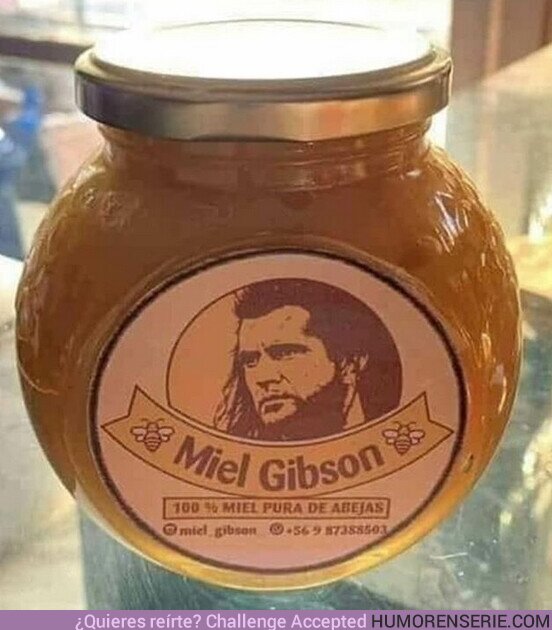 Miel Gibson
100 % MIEL PURA DE ABEJAS
miel_gibson +56 9 87388503
¿Quieres reírte? Challenge Accepted HUMORENSERIE.COM